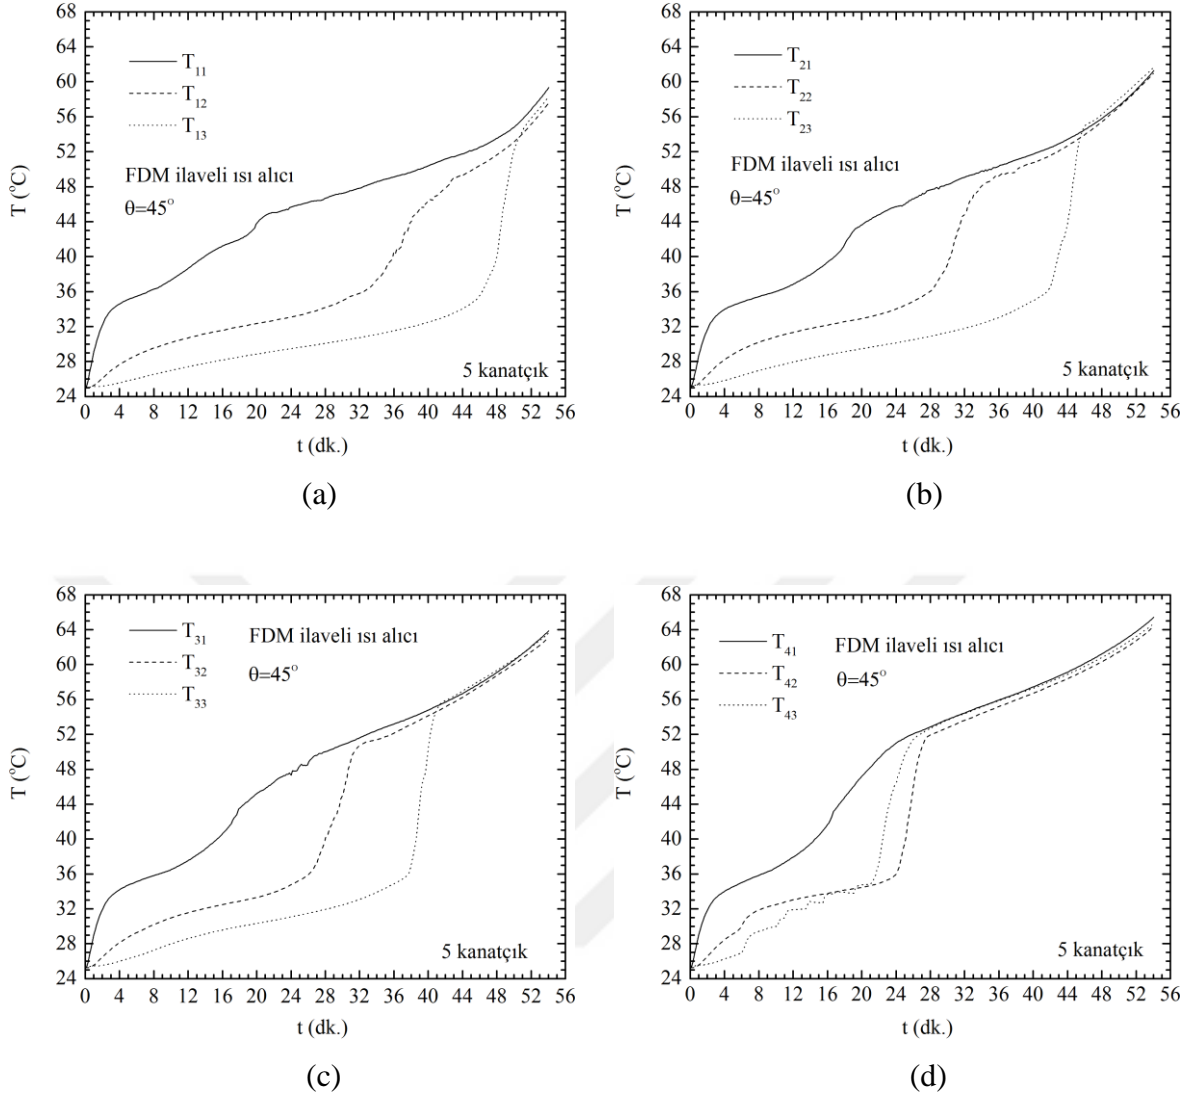 68
64
60
56
52
48
44
40
36
32
28
24
T (°C)
T₁₁
T₁₂
T₁₃
FDM ilaveli ısı alıcı
θ=45°
5 kanatçık
0 4 8 12 16 20 24 28 32 36 40 44 48 52 56
t (dk.)
(a)
68
64
60
56
52
48
44
40
36
32
28
24
T (°C)
T₂₁
T₂₂
T₂₃
FDM ilaveli ısı alıcı
θ=45°
5 kanatçık
0 4 8 12 16 20 24 28 32 36 40 44 48 52 56
t (dk.)
(b)
68
64
60
56
52
48
44
40
36
32
28
24
T (°C)
T₃₁
T₃₂
T₃₃
FDM ilaveli ısı alıcı
θ=45°
5 kanatçık
0 4 8 12 16 20 24 28 32 36 40 44 48 52 56
t (dk.)
(c)
68
64
60
56
52
48
44
40
36
32
28
24
T (°C)
T₄₁
T₄₂
T₄₃
FDM ilaveli ısı alıcı
θ=45°
5 kanatçık
0 4 8 12 16 20 24 28 32 36 40 44 48 52 56
t (dk.)
(d)